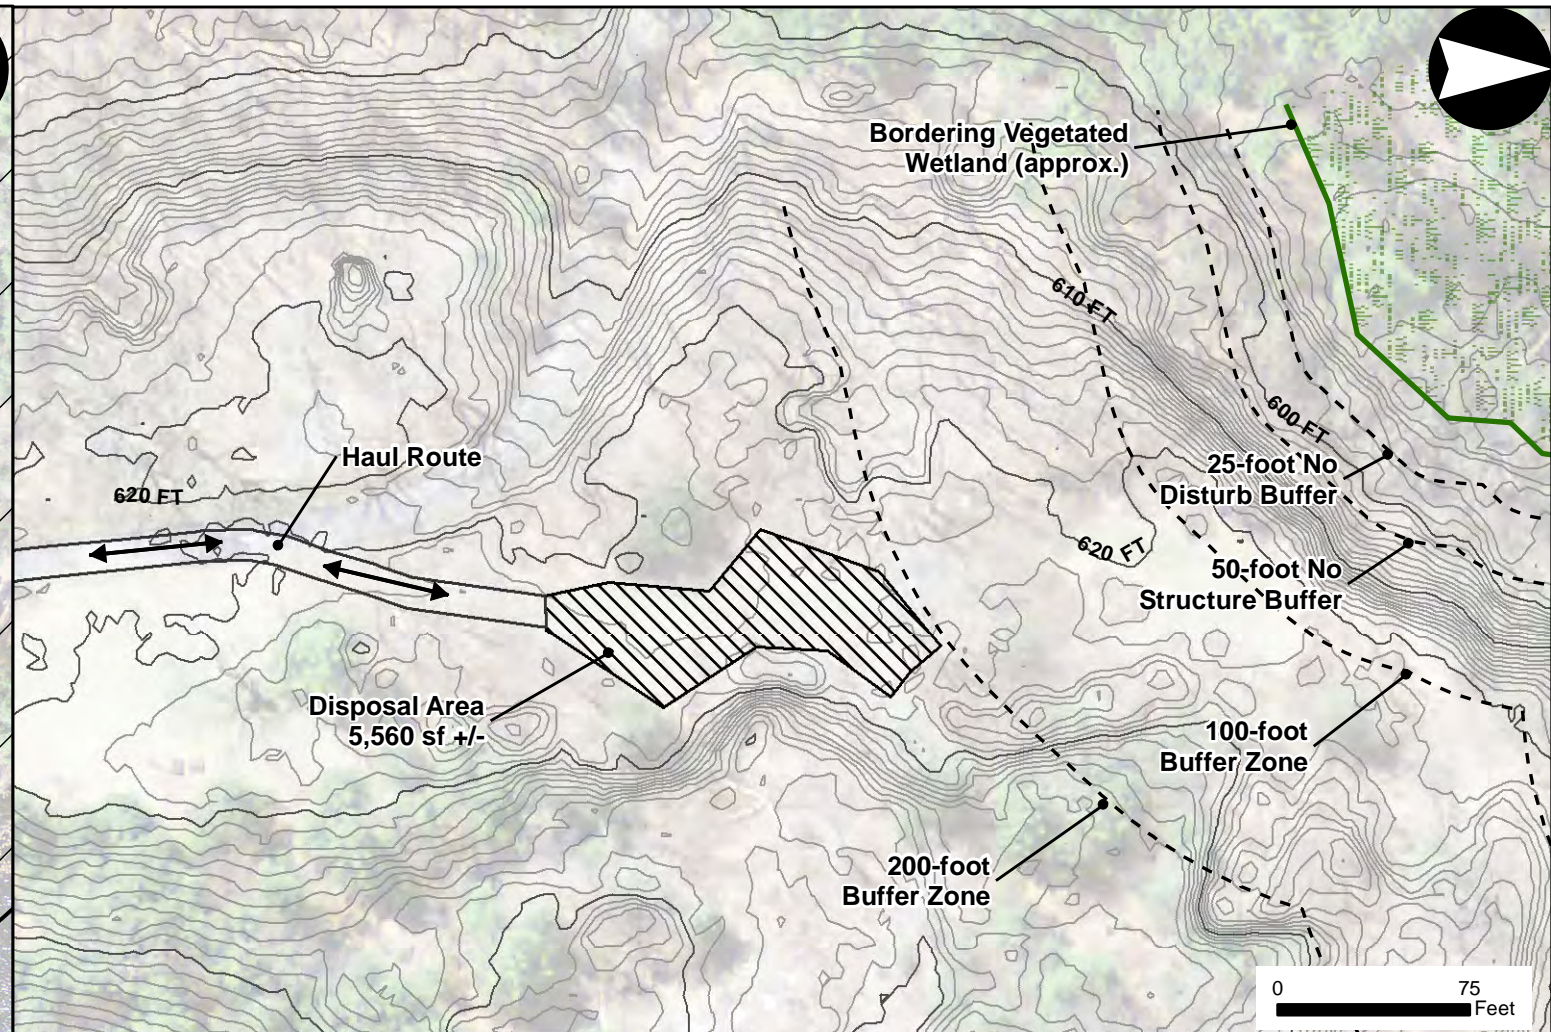 Bordering Vegetated
Wetland (approx.)
610 FT
600 FT
Haul Route
25-foot No
Disturb Buffer
620 FT
620 FT
50-foot No
Structure Buffer
Disposal Area
5,560 sf +/-
100-foot
Buffer Zone
200-foot
Buffer Zone
0 75
Feet